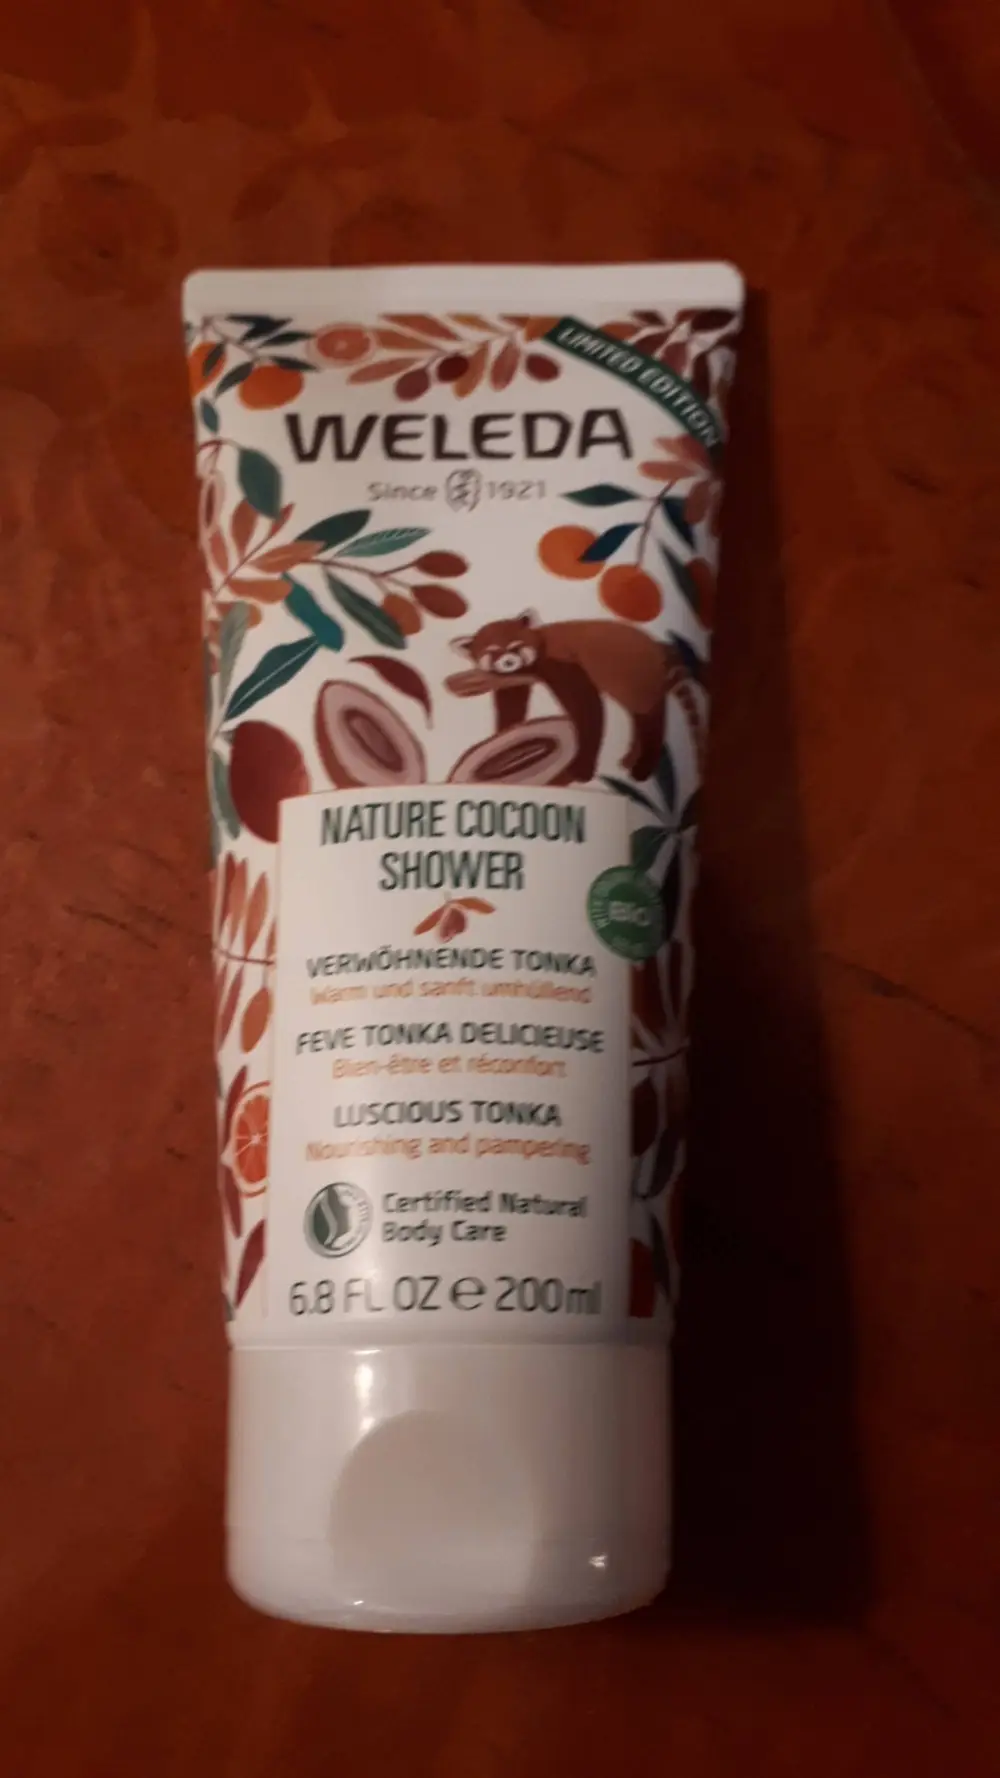 LIMITED EDITION
WELEDA
Since 1921
NATURE COCOON
SHOWER
BIO
VERWÖHNENDE TONKA
Warm und sanft umhüllend
FEVE TONKA DELICIEUSE
Bien-être et réconfort
LUSCIOUS TONKA
Nourishing and pampering
Certified Natural
Body Care
6.8 FL OZ ℮ 200ml